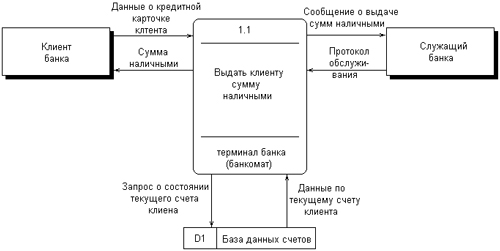 Данные о кредитной
карточке
клтента
Сообщение о выдаче
сумм наличными
1.1
Клиент
банка
Сумма
наличными
Выдать клиенту
сумму
наличными
Протокол
обслужи-
вания
Служащий
банка
терминал банка
(банкомат)
Запрос о состоянии
текущего счета
клиена
Данные по
текущему счету
клиента
D1
База данных счетов